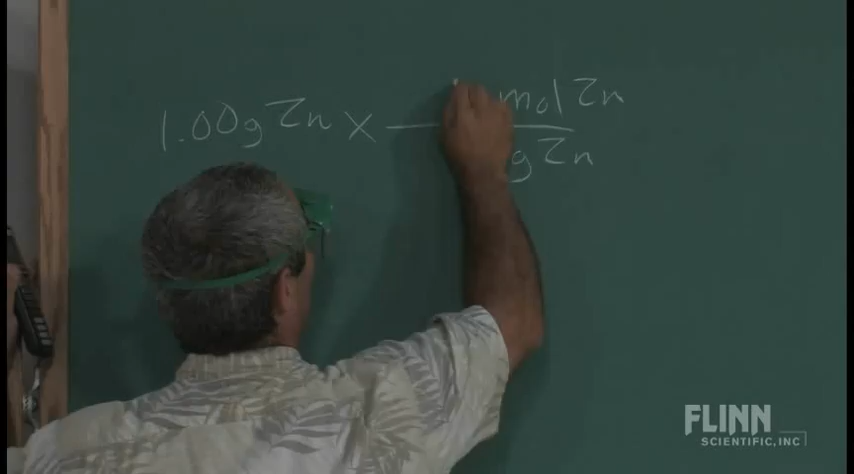 mol Zn
1.00g Zn ×
g Zn
FLINN
SCIENTIFIC, INC